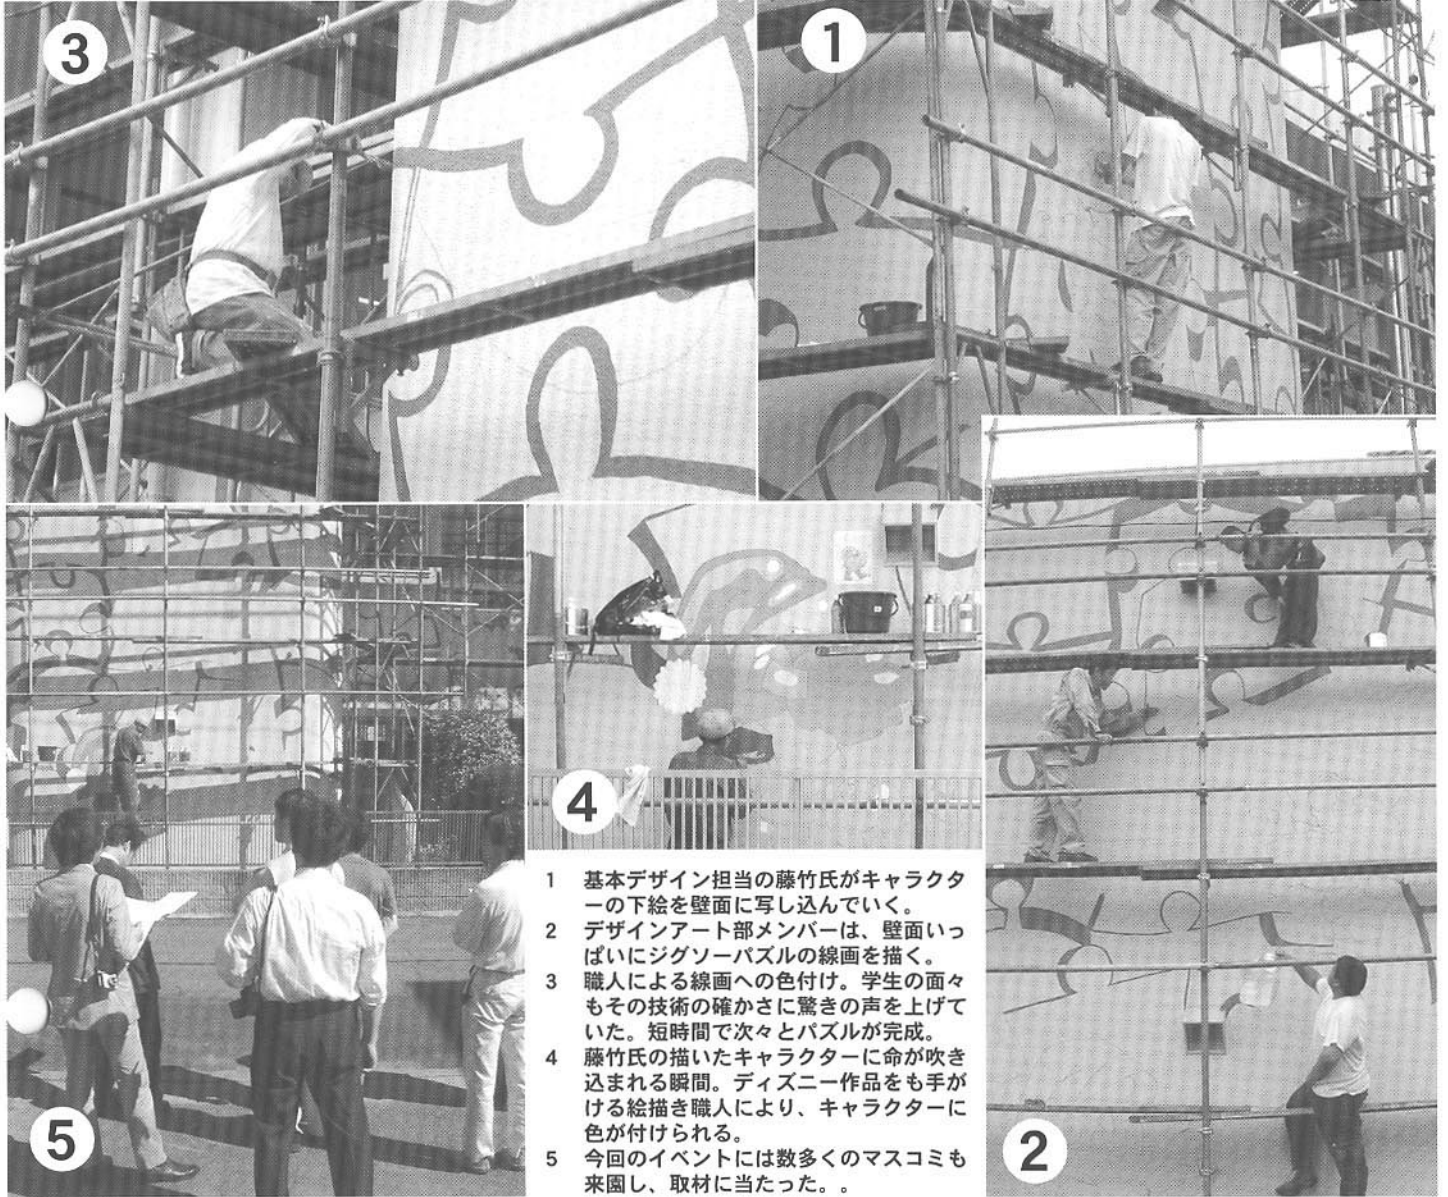 3
1
4
5
2
1 基本デザイン担当の藤竹氏がキャラクタ
ーの下絵を壁面に写し込んでいく。
2 デザインアート部メンバーは、壁面いっ
ぱいにジグソーパズルの線画を描く。
3 職人による線画への色付け。学生の面々
もその技術の確かさに驚きの声を上げて
いた。短時間で次々とパズルが完成。
4 藤竹氏の描いたキャラクターに命が吹き
込まれる瞬間。ディズニー作品をも手が
ける絵描き職人により、キャラクターに
色が付けられる。
5 今回のイベントには数多くのマスコミも
来園し、取材に当たった。。